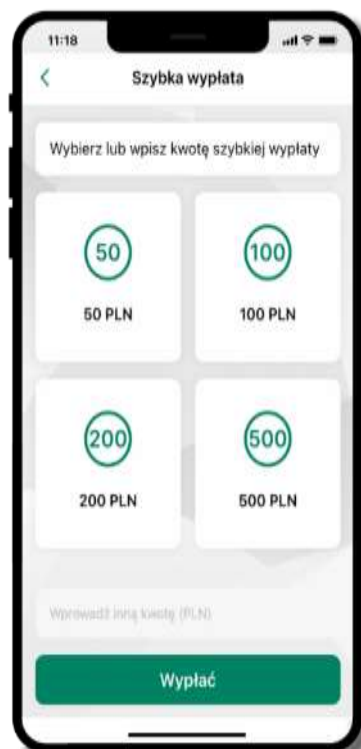 11:18
Szybka wypłata
Wybierz lub wpisz kwotę szybkiej wypłaty
50
100
50 PLN
100 PLN
200
500
200 PLN
500 PLN
Wprowadź inną kwotę (PLN)
Wypłać